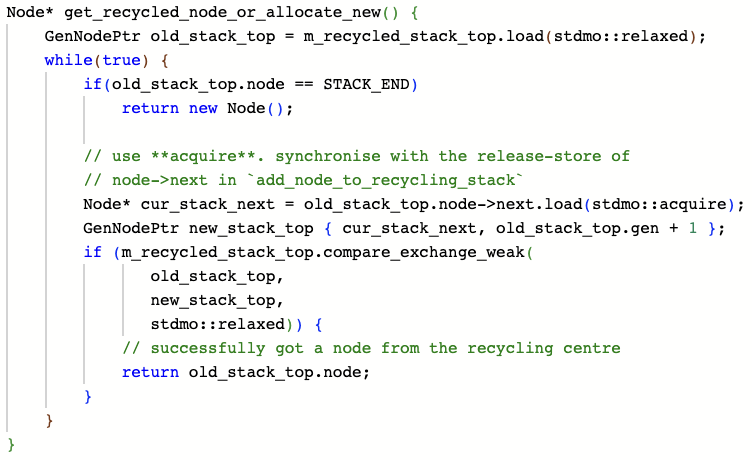 Node* get_recycled_node_or_allocate_new() {
    GenNodePtr old_stack_top = m_recycled_stack_top.load(stdmo::relaxed);
    while(true) {
        if(old_stack_top.node == STACK_END)
            return new Node();

        // use **acquire**. synchronise with the release-store of
        // node->next in `add_node_to_recycling_stack`
        Node* cur_stack_next = old_stack_top.node->next.load(stdmo::acquire);
        GenNodePtr new_stack_top { cur_stack_next, old_stack_top.gen + 1 };
        if (m_recycled_stack_top.compare_exchange_weak(
               old_stack_top,
               new_stack_top,
               stdmo::relaxed)) {
            // successfully got a node from the recycling centre
            return old_stack_top.node;
        }
    }
}